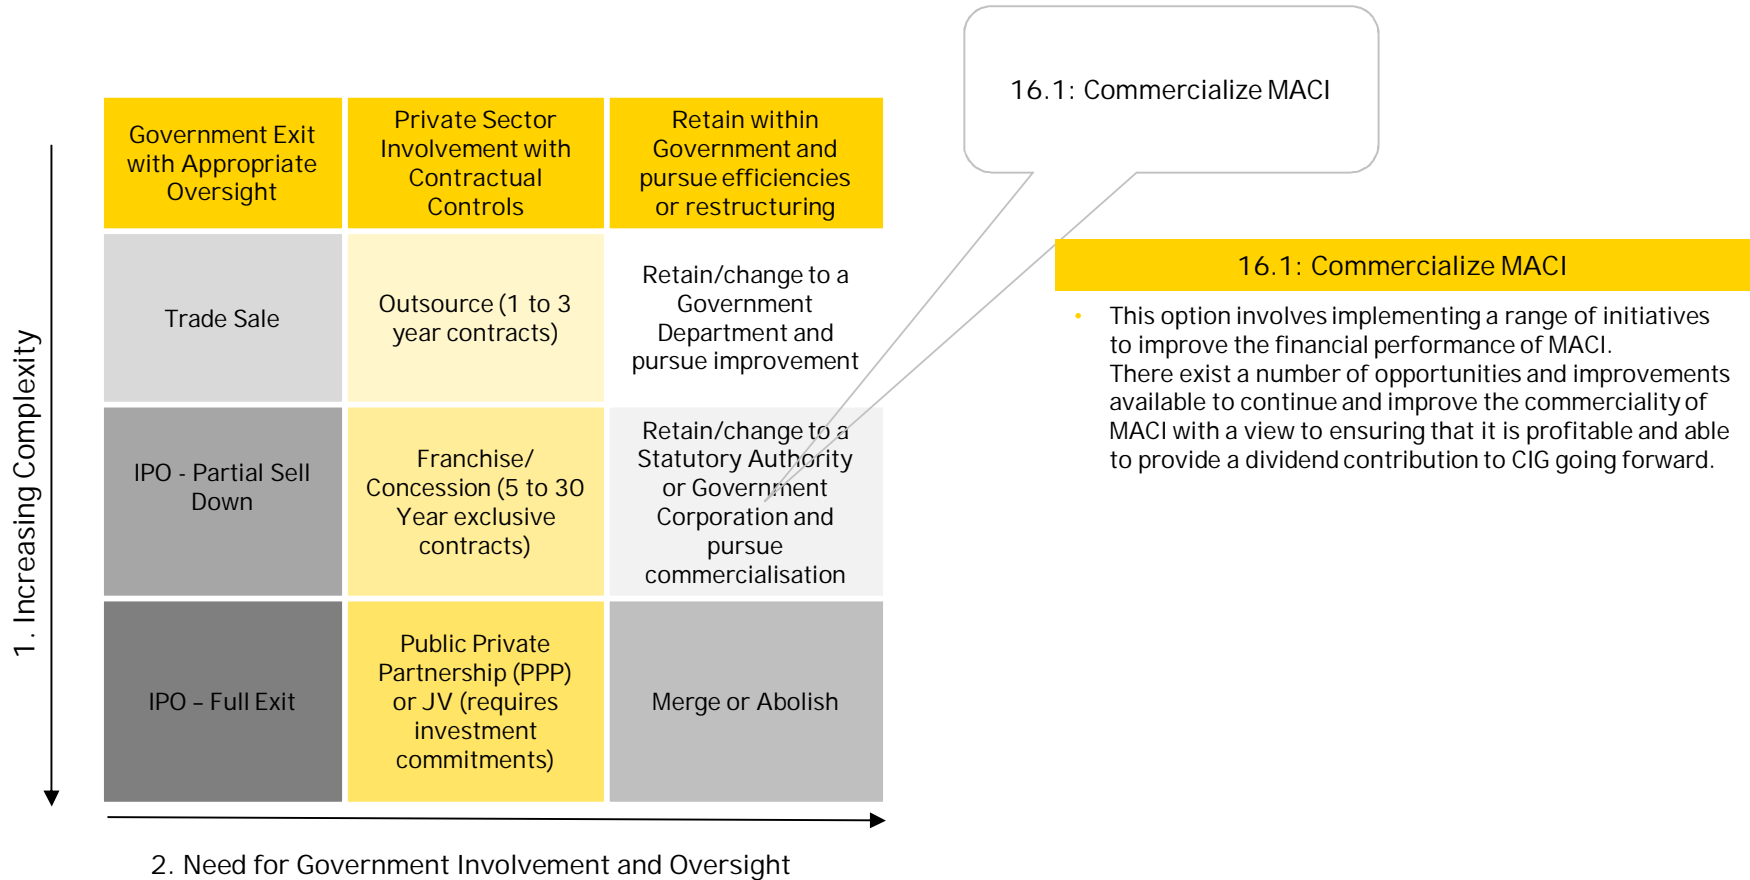 16.1: Commercialize MACI
Government Exit
with Appropriate
Oversight
Private Sector
Involvement with
Contractual
Controls
Retain within
Government and
pursue efficiencies
or restructuring
Trade Sale
Outsource (1 to 3
year contracts)
Retain/change to a
Government
Department and
pursue improvement
IPO - Partial Sell
Down
Franchise/
Concession (5 to 30
Year exclusive
contracts)
Retain/change to a
Statutory Authority
or Government
Corporation and
pursue
commercialisation
IPO – Full Exit
Public Private
Partnership (PPP)
or JV (requires
investment
commitments)
Merge or Abolish
1. Increasing Complexity
2. Need for Government Involvement and Oversight
16.1: Commercialize MACI
• This option involves implementing a range of initiatives
to improve the financial performance of MACI.
There exist a number of opportunities and improvements
available to continue and improve the commerciality of
MACI with a view to ensuring that it is profitable and able
to provide a dividend contribution to CIG going forward.